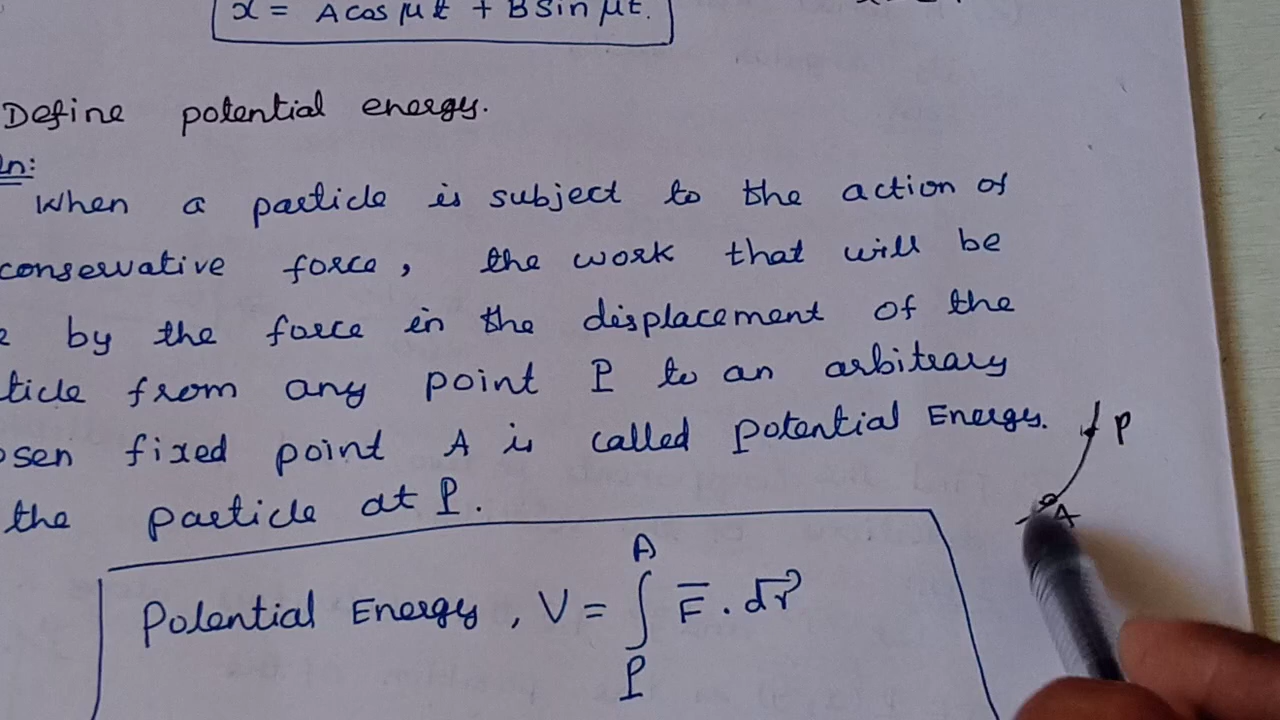 x = A cos μt + B sin μt.
Define potential energy.
When a particle is subject to the action of
conservative force, the work that will be
by the force in the displacement of the
from any point P to an arbitrary
fixed point A is called Potential Energy.
the particle at P.
P
A
Potential Energy, V = ∫_P^A F̅ . dr⃗